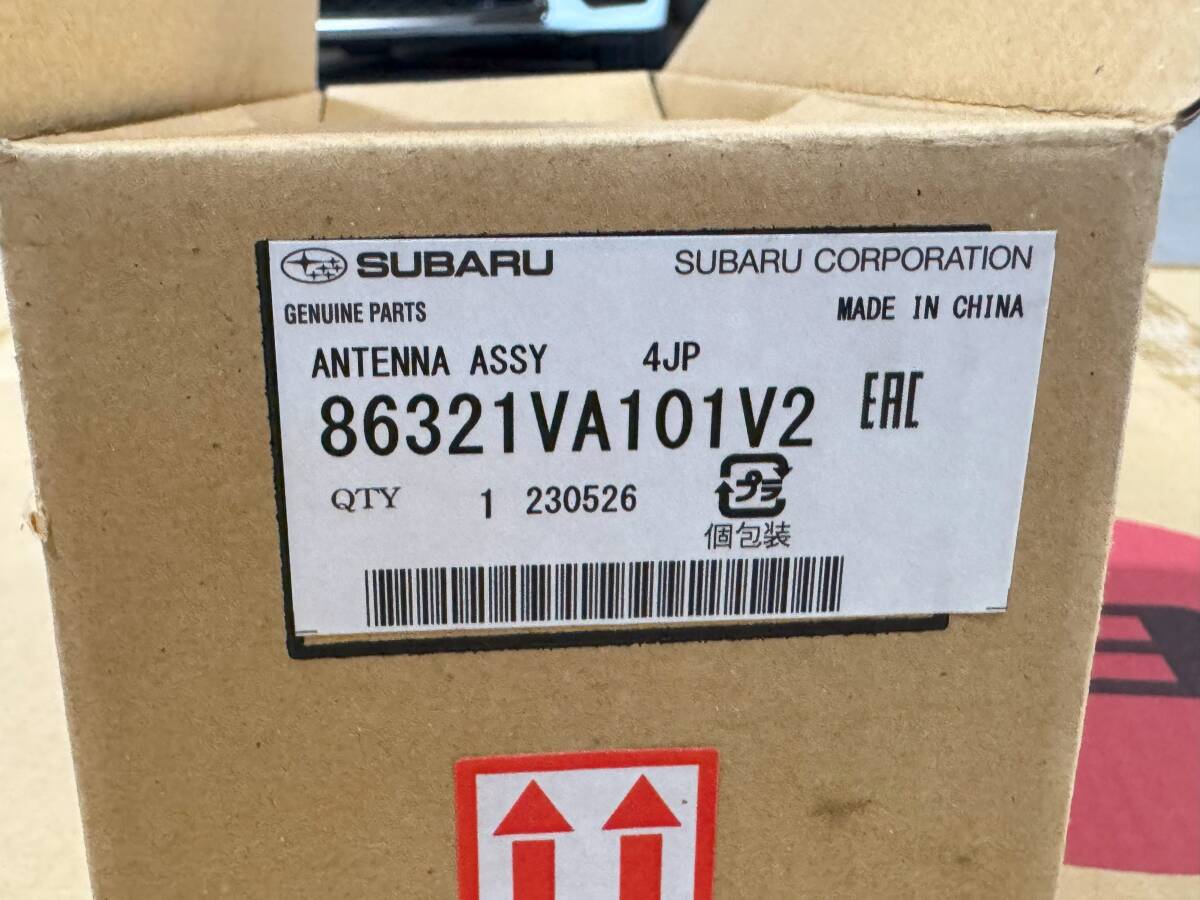 SUBARU SUBARU CORPORATION
GENUINE PARTS MADE IN CHINA
ANTENNA ASSY 4JP
86321VA101V2 EAC
QTY 1 230526
プラ
個包装